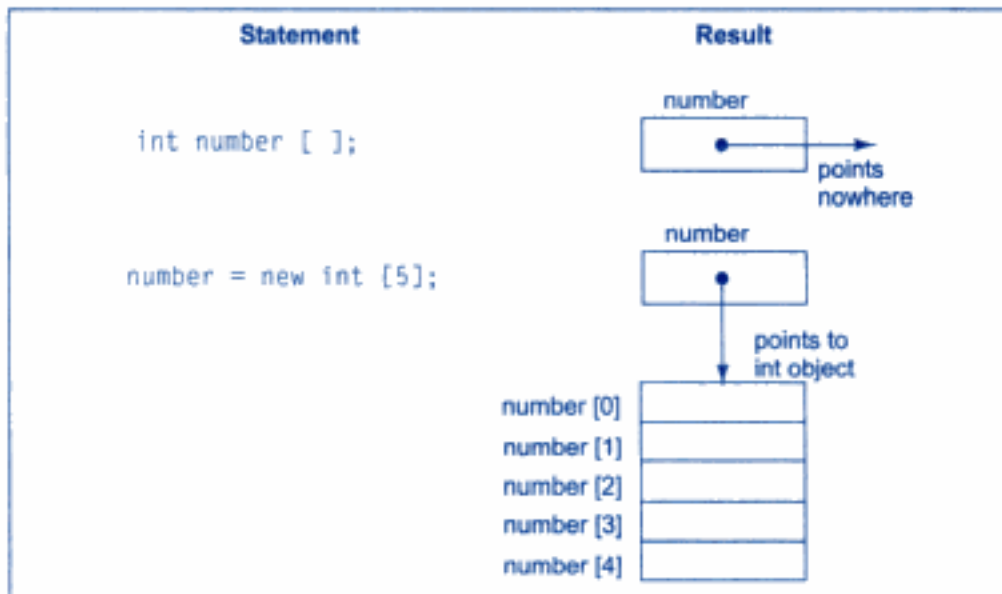 Statement Result
number
int number [ ];
points
nowhere
number
number = new int [5];
points to
int object
number [0]
number [1]
number [2]
number [3]
number [4]